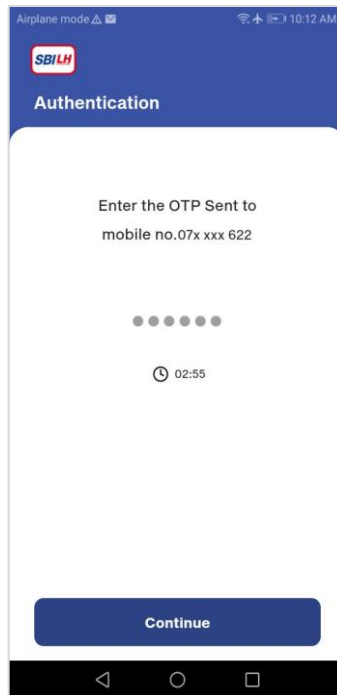 Airplane mode 10:12 AM
SBILH
Authentication
Enter the OTP Sent to
mobile no.07x xxx 622
02:55
Continue